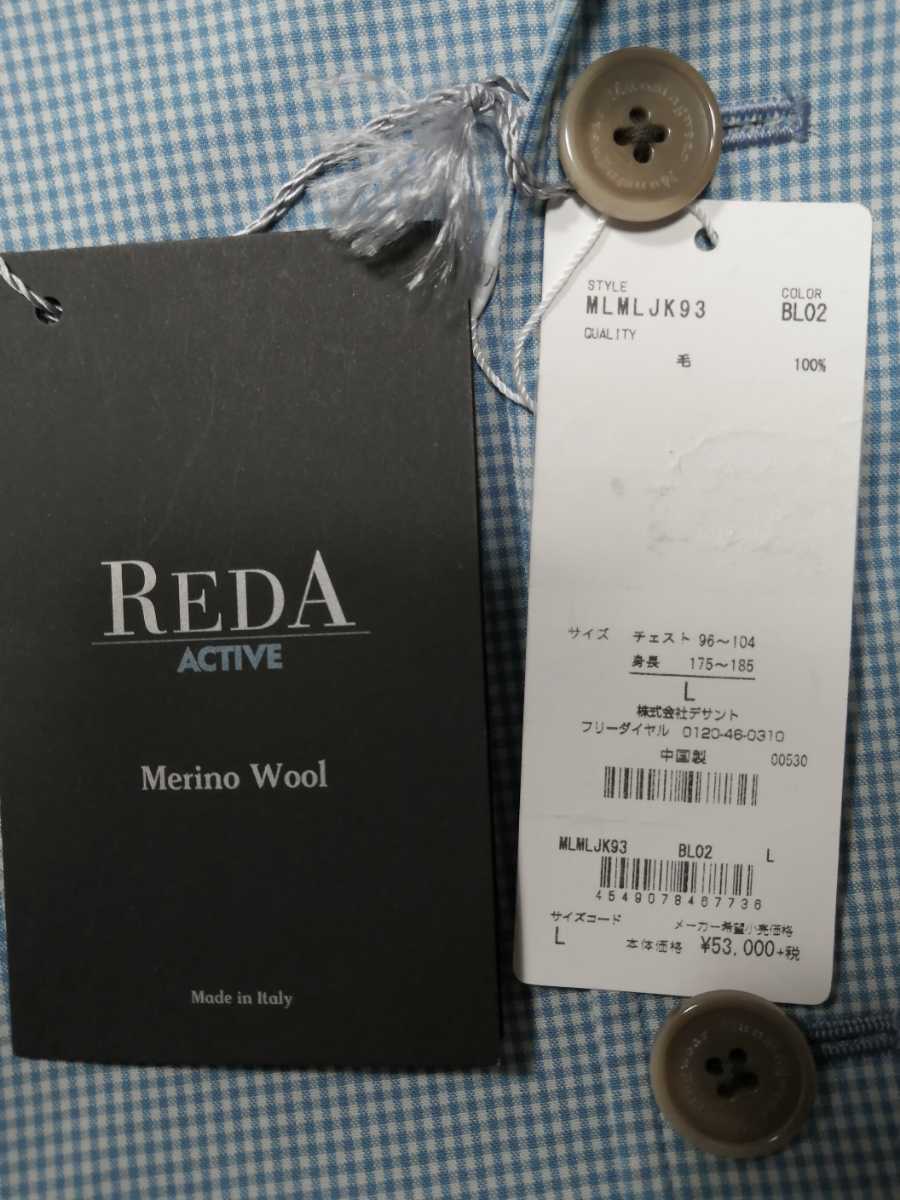 Munsingwear
REDA
ACTIVE
Merino Wool
Made in Italy
STYLE COLOR
MLMLJK93 BL02
QUALITY
毛 100%
サイズ チェスト 96～104
身長 175～185
L
株式会社デサント
フリーダイヤル 0120-46-0310
中国製 00530
MLMLJK93 BL02 L
4549078467736
サイズコード メーカー希望小売価格
L 本体価格 ¥53,000+税